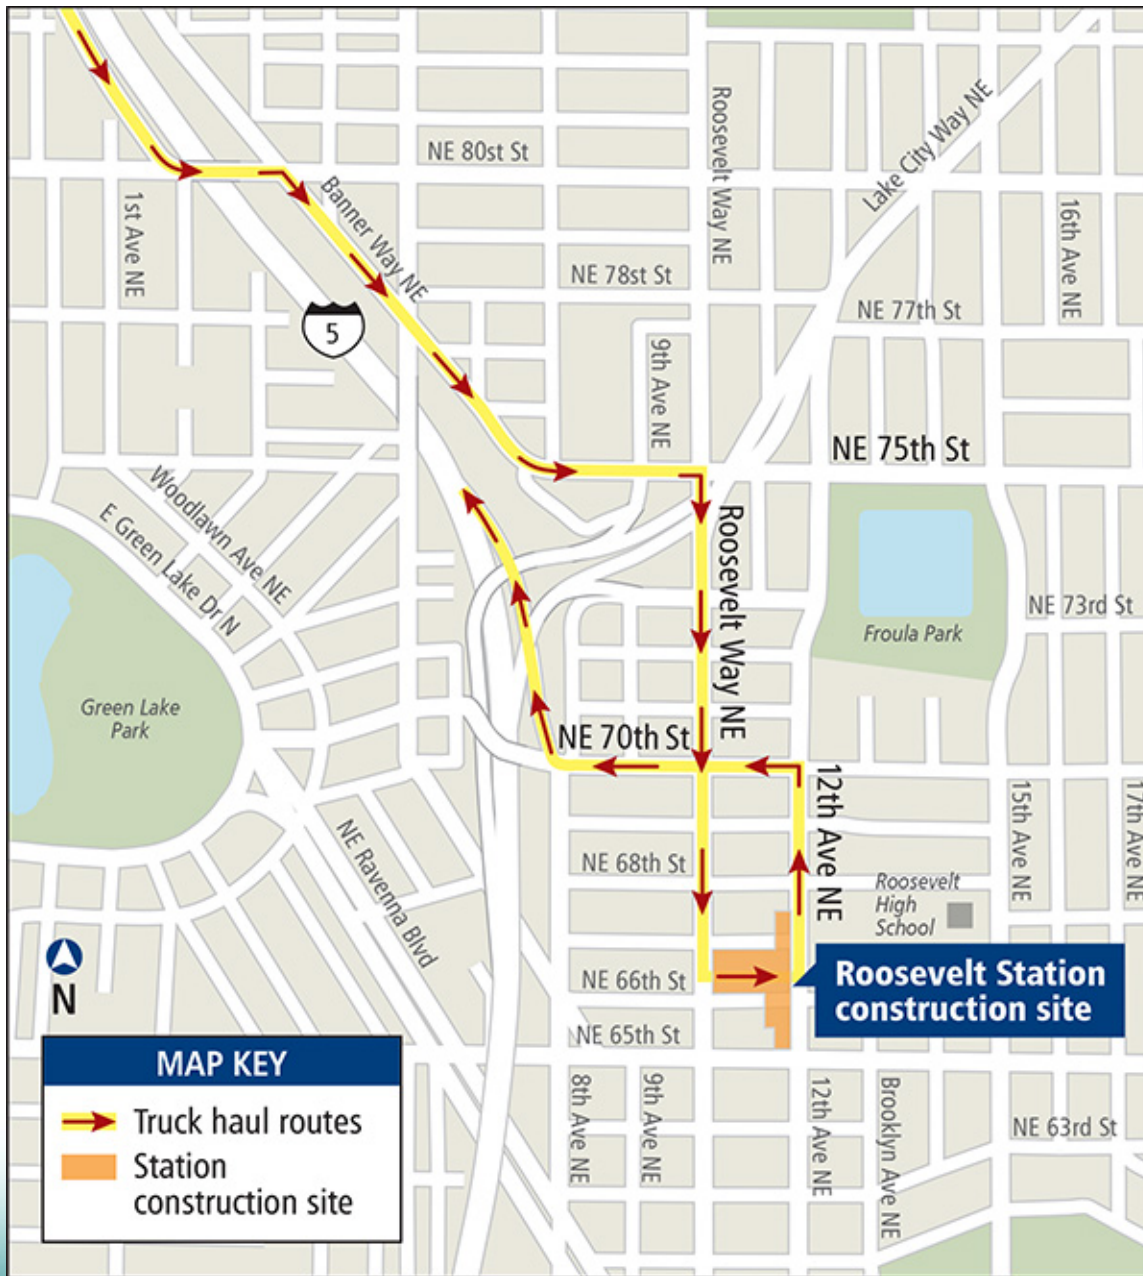 Roosevelt Way NE
Lake City Way NE
NE 80st St
1st Ave NE
Banner Way NE
16th Ave NE
NE 78st St
NE 77th St
5
9th Ave NE
NE 75th St
Woodlawn Ave NE
E Green Lake Dr N
Roosevelt Way NE
NE 73rd St
Froula Park
Green Lake
Park
NE 70th St
12th Ave NE
15th Ave NE
17th Ave NE
NE Ravenna Blvd
NE 68th St
Roosevelt
High
School
N
NE 66th St
Roosevelt Station
construction site
NE 65th St
8th Ave NE
9th Ave NE
12th Ave NE
Brooklyn Ave NE
NE 63rd St
MAP KEY
Truck haul routes
Station
construction site